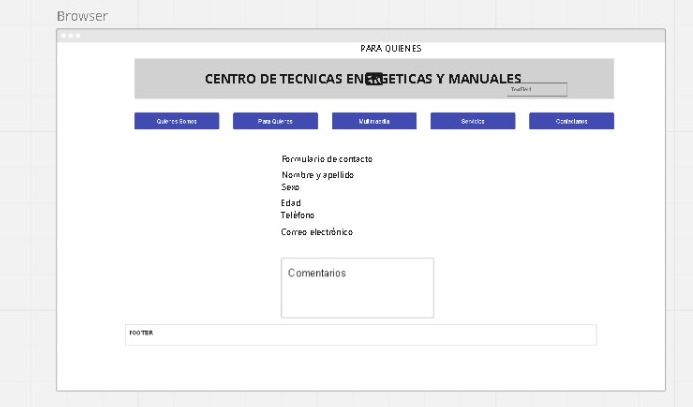 Browser
PARA QUIENES
CENTRO DE TECNICAS ENERGETICAS Y MANUALES
TextField
Quienes Somos
Para Quienes
Multimedia
Servicios
Contactanos
Formulario de contacto
Nombre y apellido
Sexo
Edad
Teléfono
Correo electrónico
Comentarios
FOOTER